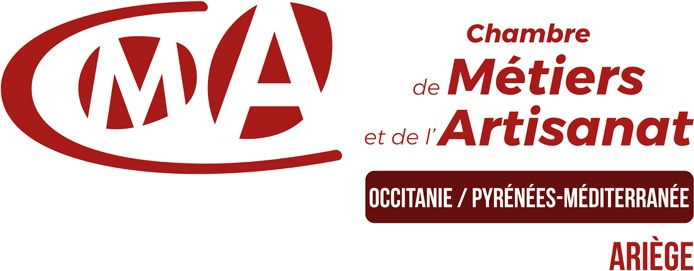 CMA
Chambre
de Métiers
et de l'Artisanat
OCCITANIE / PYRÉNÉES-MÉDITERRANÉE
ARIÈGE